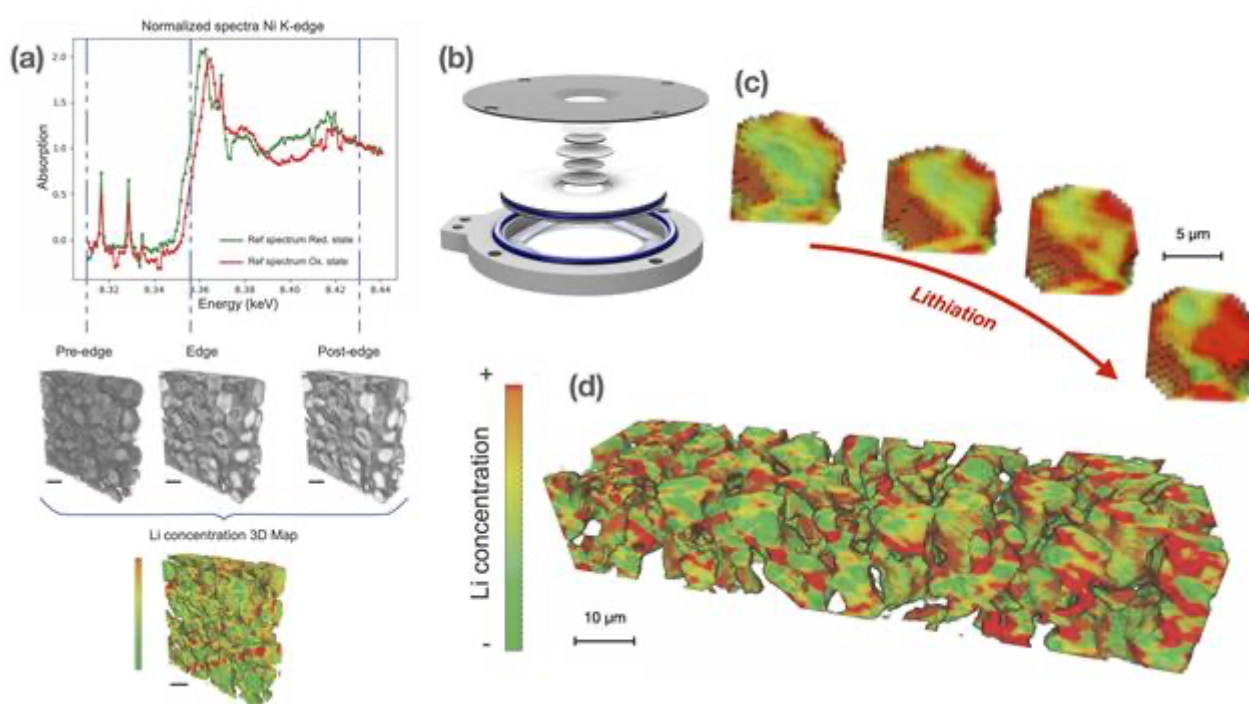 (a)
Normalized spectra Ni K-edge
2.0
1.5
1.0
0.5
0.0
Absorption
Ref spectrum Red. state
Ref spectrum Ox. state
8.32
8.34
8.36
8.38
8.40
8.42
8.44
Energy (keV)
Pre-edge
Edge
Post-edge
Li concentration 3D Map
(b)
(c)
5 µm
Lithiation
(d)
+
Li concentration
-
10 µm